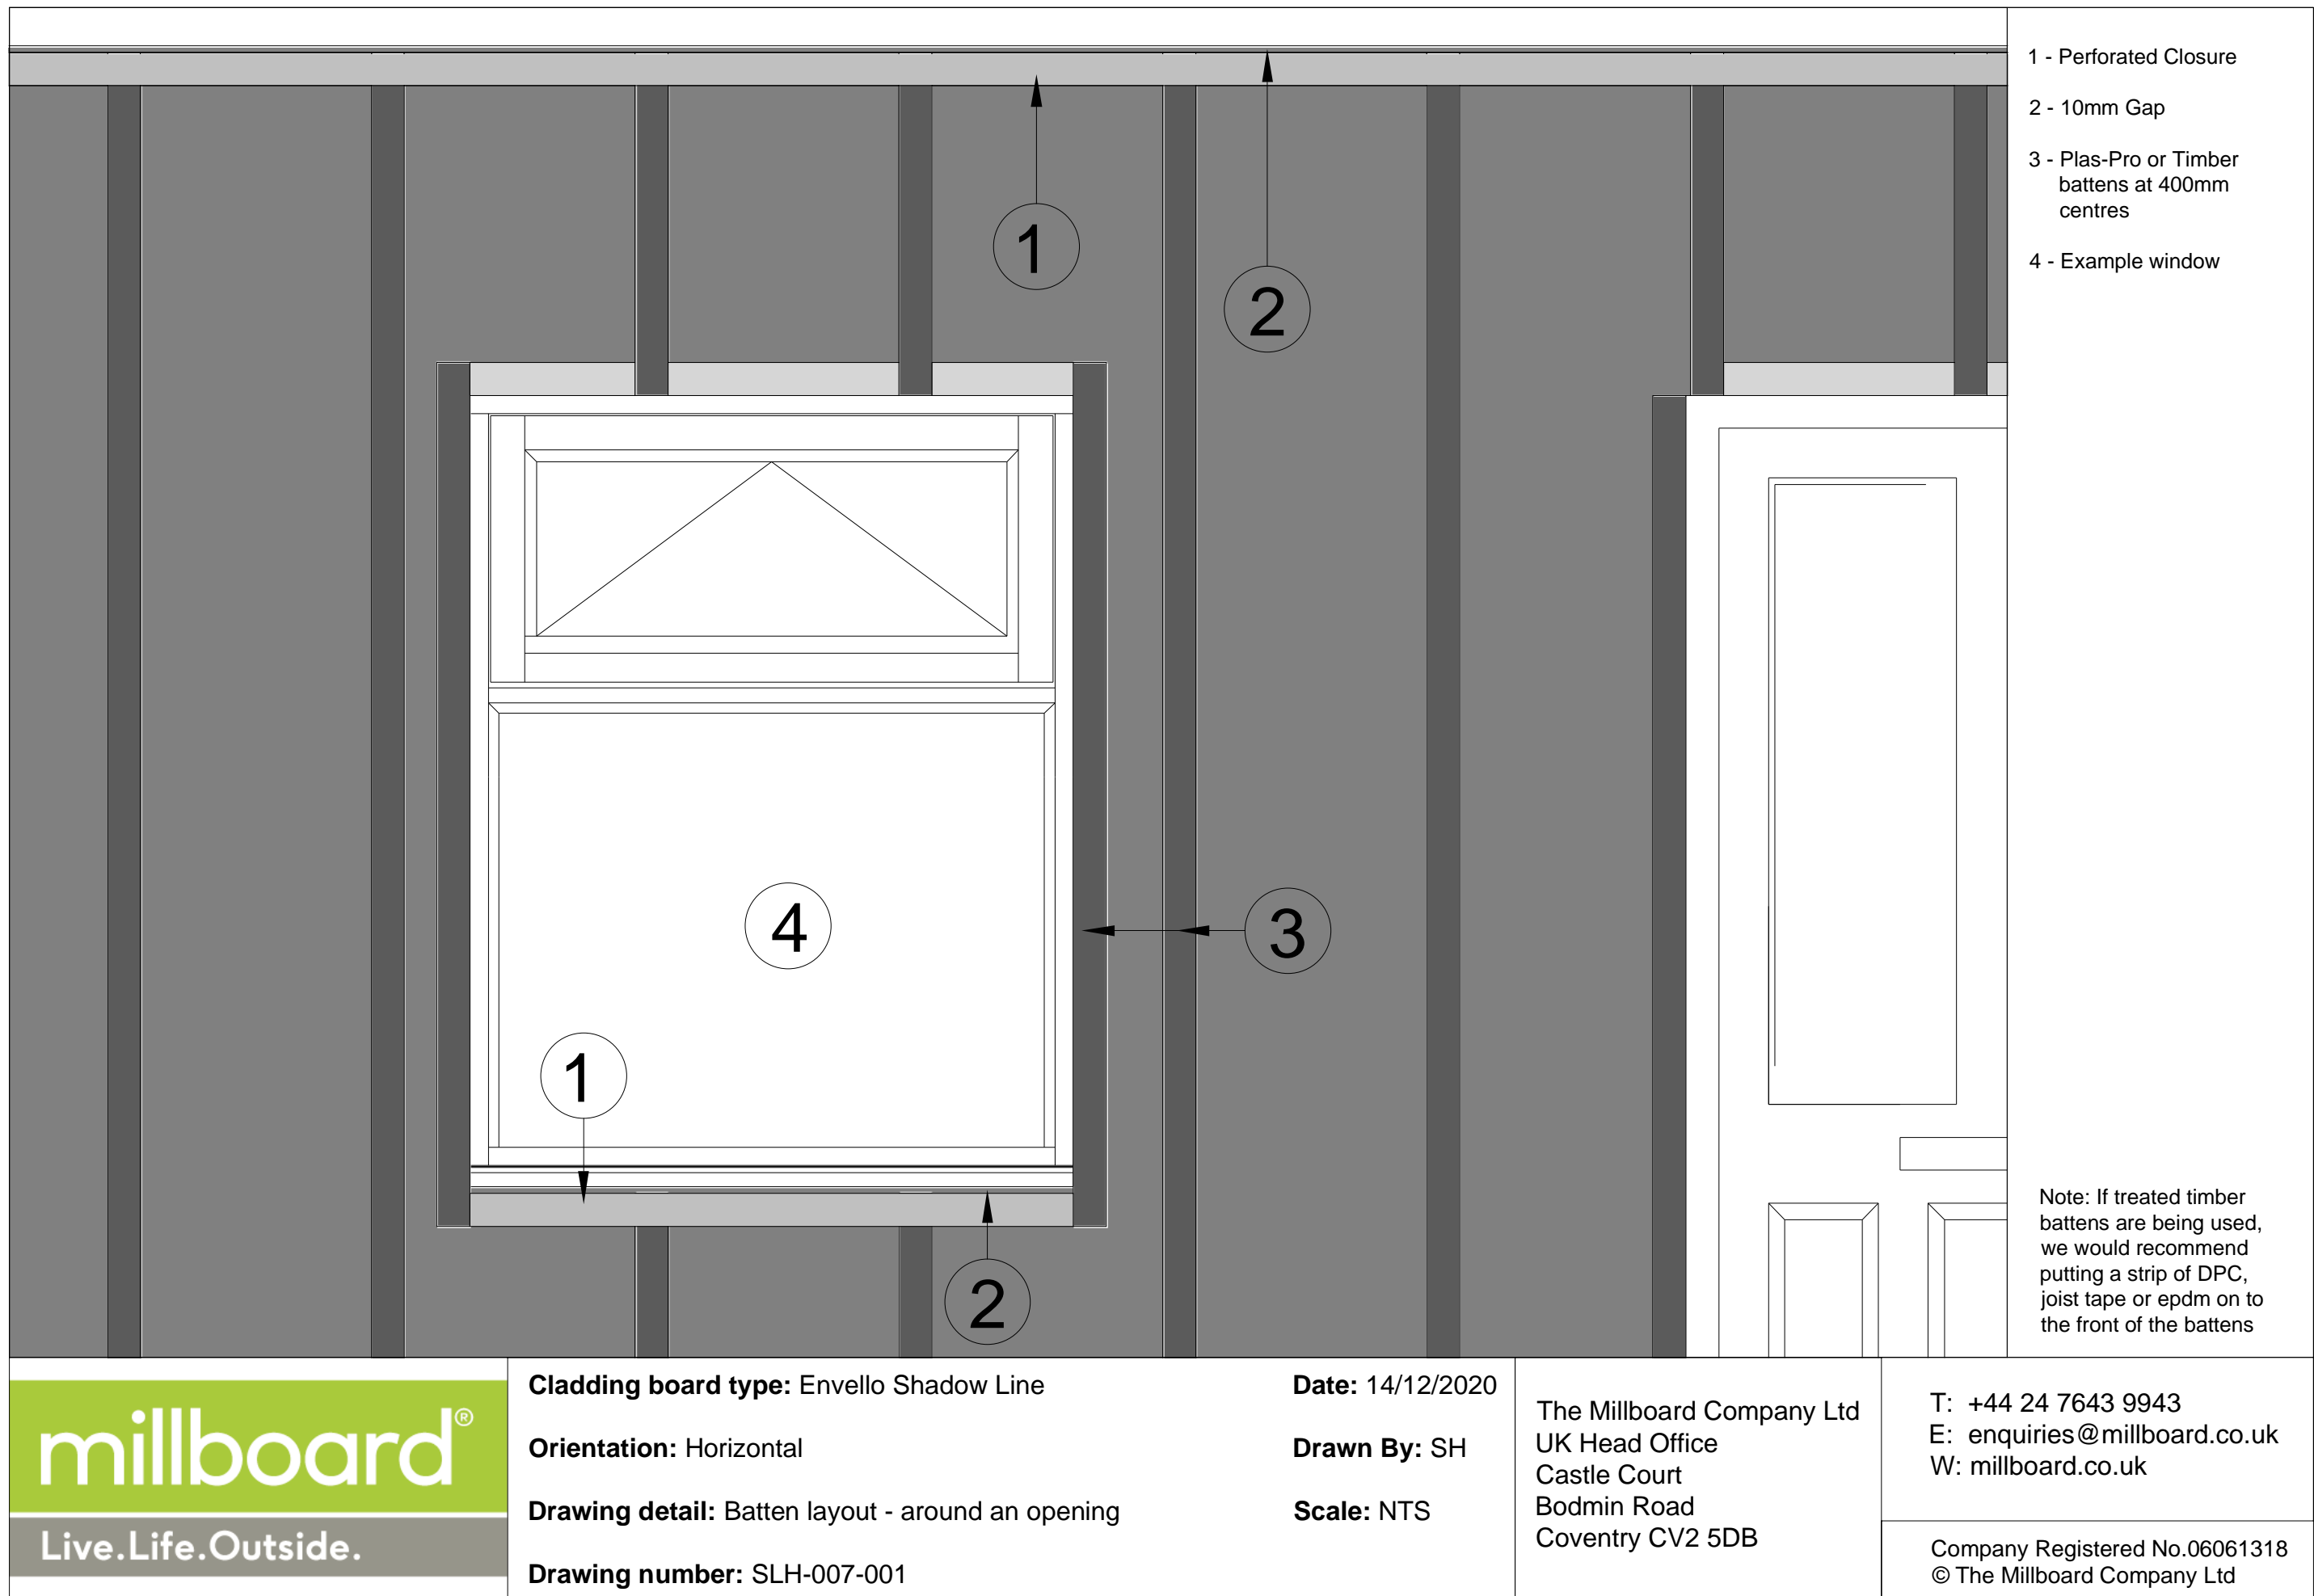 1 - Perforated Closure
2 - 10mm Gap
3 - Plas-Pro or Timber
battens at 400mm
centres
4 - Example window
1
2
4
3
1
2
Note: If treated timber
battens are being used,
we would recommend
putting a strip of DPC,
joist tape or epdm on to
the front of the battens
millboard®
Live.Life.Outside.
Cladding board type: Envello Shadow Line
Orientation: Horizontal
Drawing detail: Batten layout - around an opening
Drawing number: SLH-007-001
Date: 14/12/2020
Drawn By: SH
Scale: NTS
The Millboard Company Ltd
UK Head Office
Castle Court
Bodmin Road
Coventry CV2 5DB
T: +44 24 7643 9943
E: enquiries@millboard.co.uk
W: millboard.co.uk
Company Registered No.06061318
© The Millboard Company Ltd